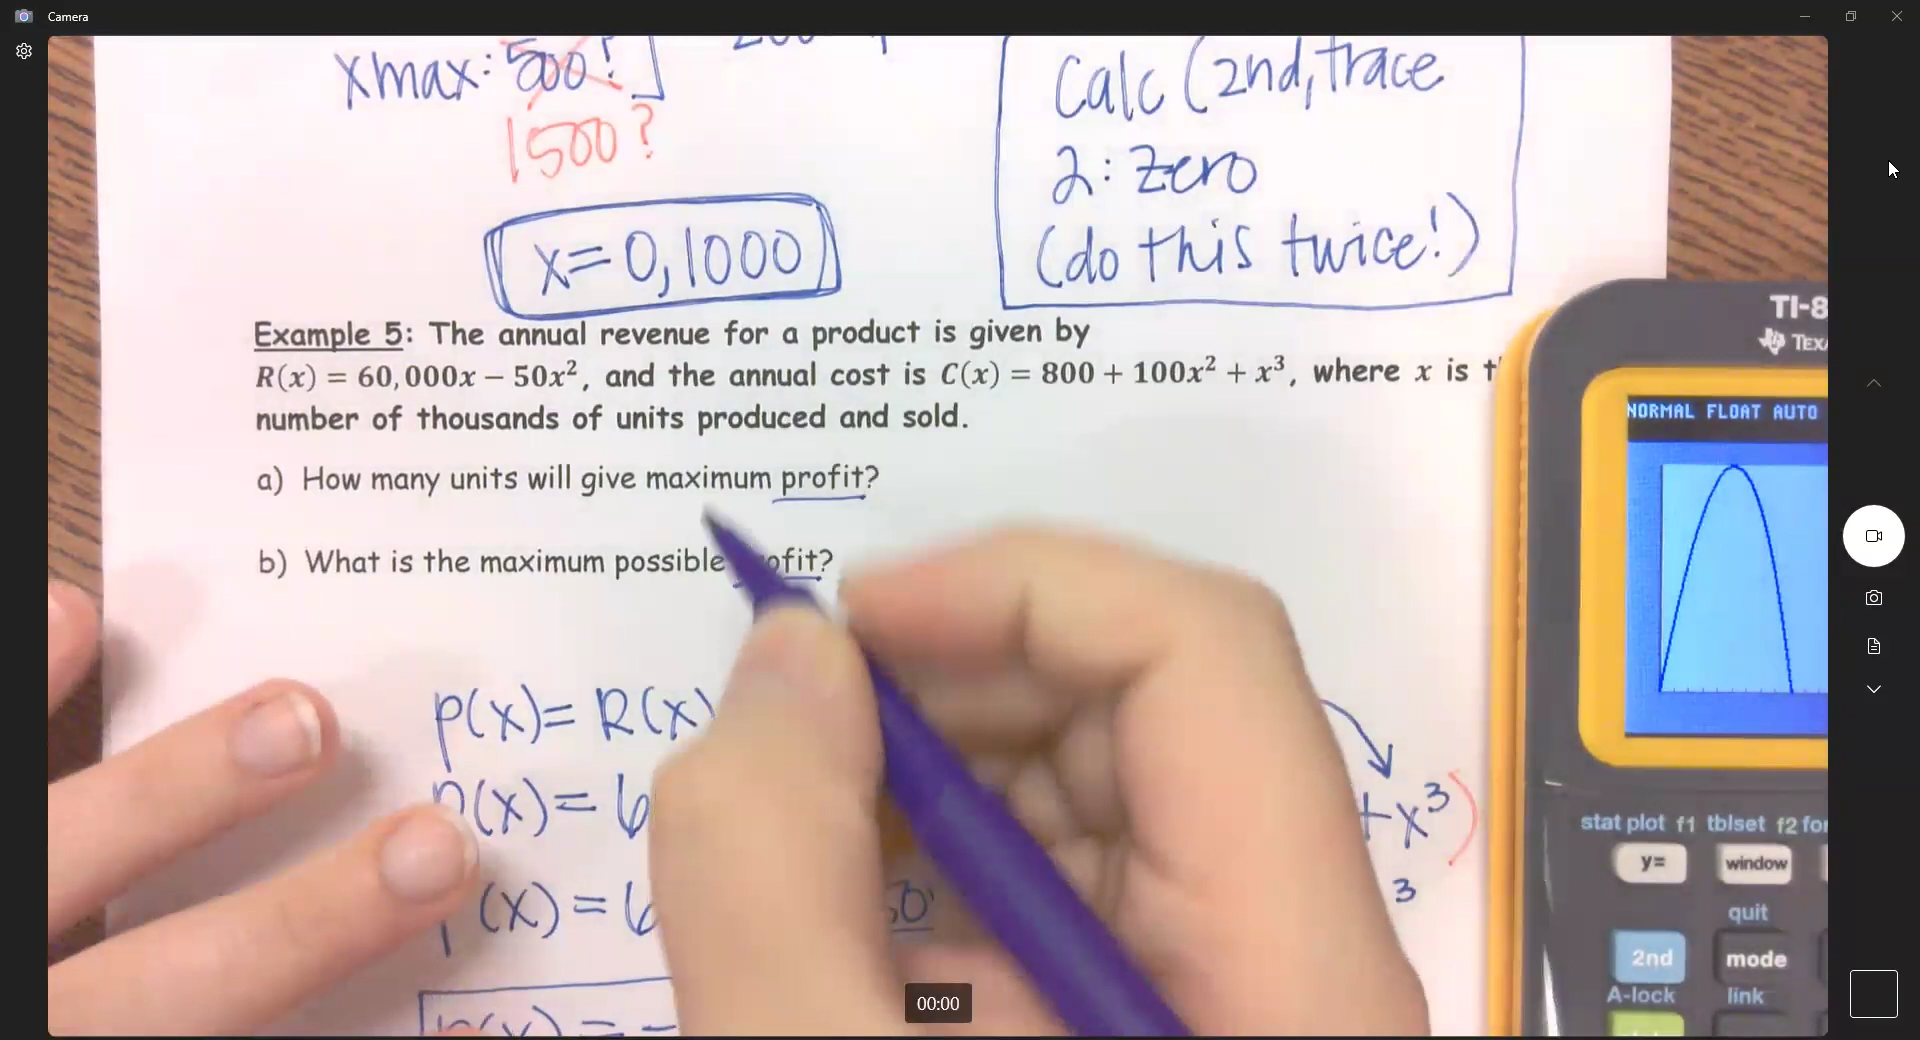 Camera
xmax: 500!
1500?
x=0,1000
Calc (2nd, trace
2: zero
(do this twice!)
Example 5: The annual revenue for a product is given by
R(x) = 60,000x − 50x², and the annual cost is C(x) = 800 + 100x² + x³, where x is
number of thousands of units produced and sold.
a) How many units will give maximum profit?
b) What is the maximum possible
p(x)= R(x)
p(x)= 6
+x³)
(x) = 6
3
p(x) = -
00:00
TI-8
NORMAL FLOAT AUTO
stat plot f1 tblset f2
y= window
quit
2nd mode
A-lock link